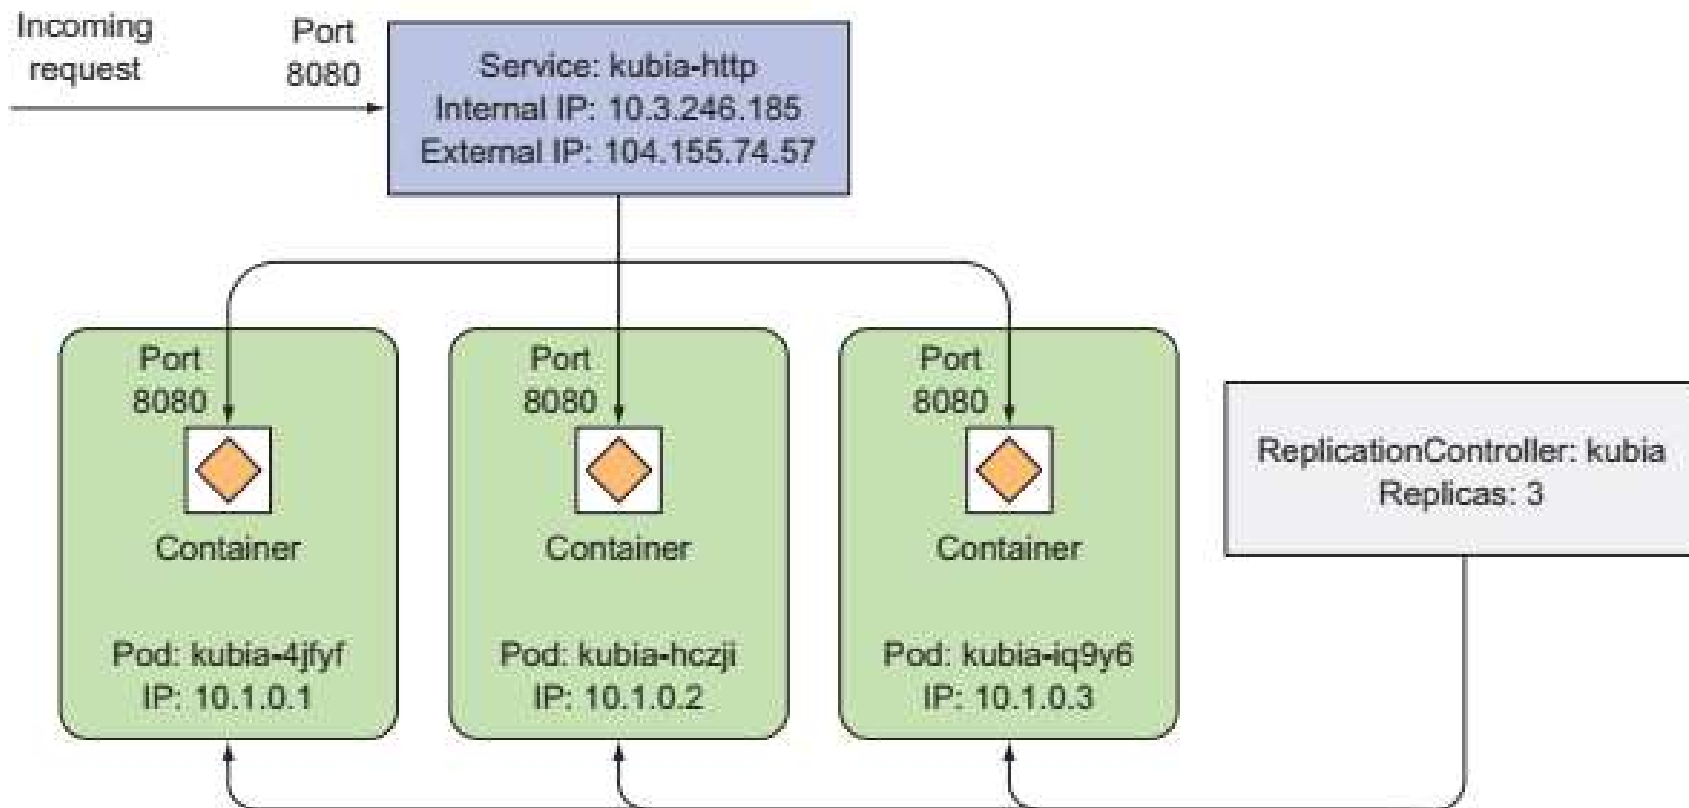 Incoming
request
Port
8080
Service: kubia-http
Internal IP: 10.3.246.185
External IP: 104.155.74.57
Port
8080
Container
Pod: kubia-4jfyf
IP: 10.1.0.1
Port
8080
Container
Pod: kubia-hczji
IP: 10.1.0.2
Port
8080
Container
Pod: kubia-iq9y6
IP: 10.1.0.3
ReplicationController: kubia
Replicas: 3